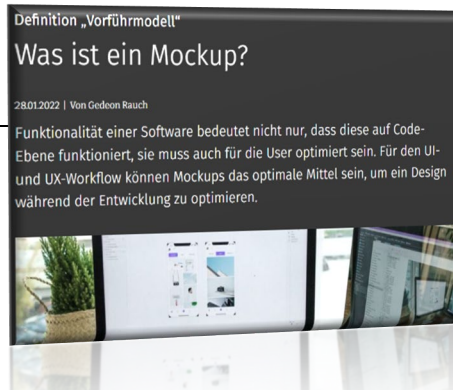 Definition „Vorführmodell“
Was ist ein Mockup?
28.01.2022 | Von Gedeon Rauch
Funktionalität einer Software bedeutet nicht nur, dass diese auf Code-
Ebene funktioniert, sie muss auch für die User optimiert sein. Für den UI-
und UX-Workflow können Mockups das optimale Mittel sein, um ein Design
während der Entwicklung zu optimieren.